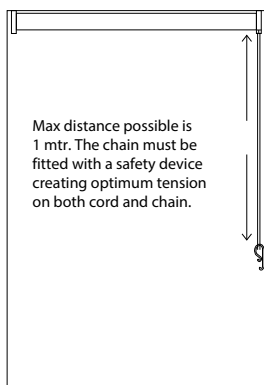 Max distance possible is
1 mtr. The chain must be
fitted with a safety device
creating optimum tension
on both cord and chain.